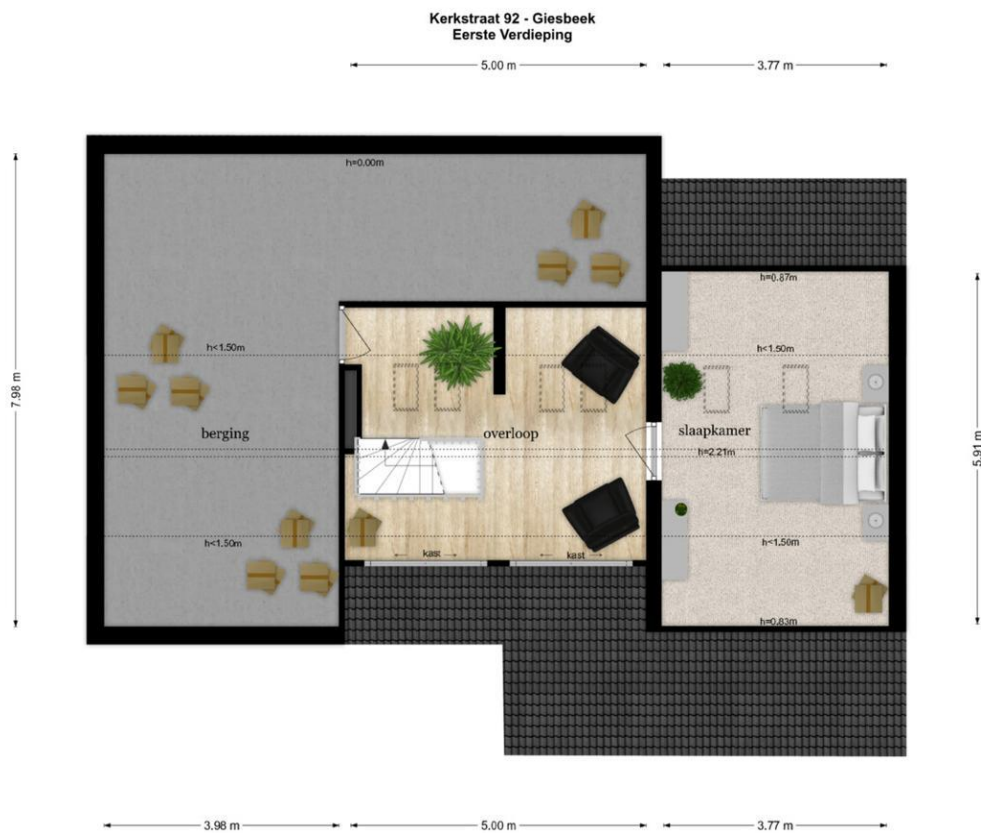 Kerkstraat 92 - Giesbeek
Eerste Verdieping
5.00 m
3.77 m
h=0.00m
7.98 m
h=0.87m
h<1.50m
h<1.50m
berging
overloop
slaapkamer
h=2.21m
5.91 m
h<1.50m
h<1.50m
kast
kast
h=0.83m
3.98 m
5.00 m
3.77 m